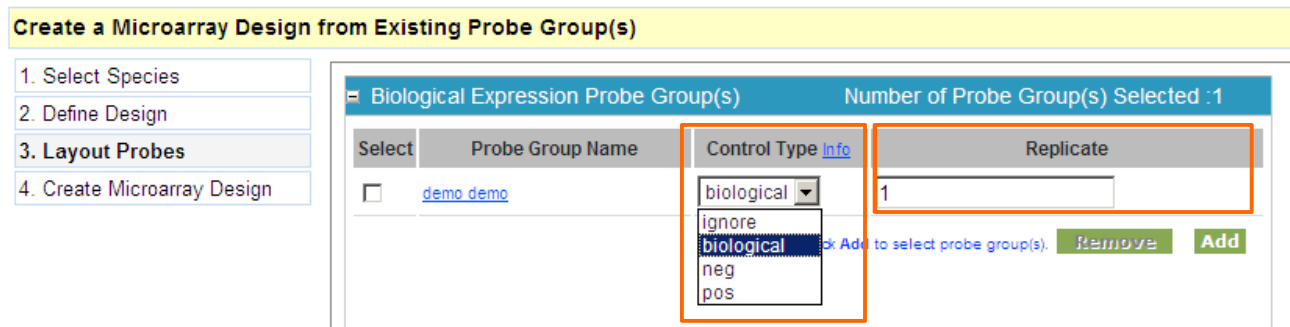 Create a Microarray Design from Existing Probe Group(s)
1. Select Species
2. Define Design
3. Layout Probes
4. Create Microarray Design
Biological Expression Probe Group(s) Number of Probe Group(s) Selected :1
Select Probe Group Name Control Type Info Replicate
demo demo biological 1
ignore
biological Add to select probe group(s). Remove Add
neg
pos